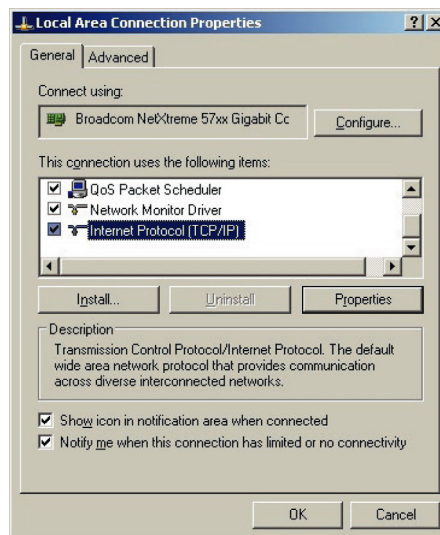 Local Area Connection Properties
General Advanced
Connect using:
Broadcom NetXtreme 57xx Gigabit Cc
Configure...
This connection uses the following items:
QoS Packet Scheduler
Network Monitor Driver
Internet Protocol (TCP/IP)
Install... Uninstall Properties
Description
Transmission Control Protocol/Internet Protocol. The default
wide area network protocol that provides communication
across diverse interconnected networks.
Show icon in notification area when connected
Notify me when this connection has limited or no connectivity
OK Cancel